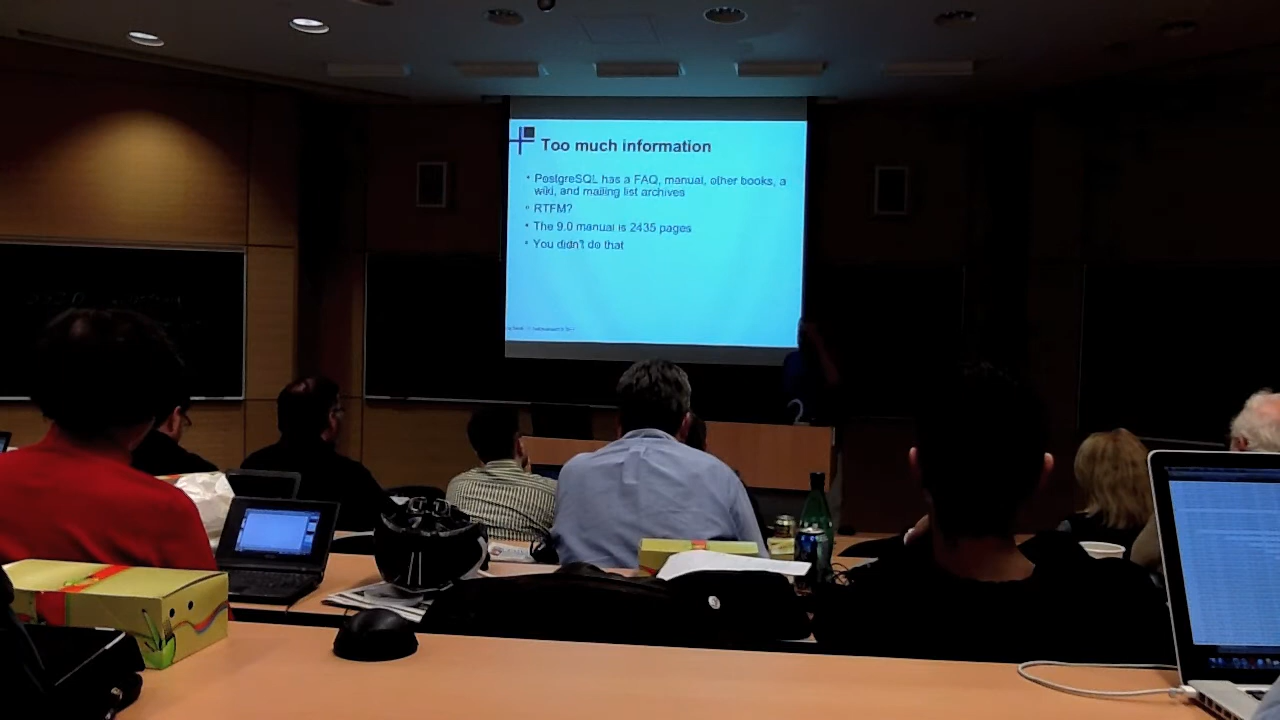 Too much information
• PostgreSQL has a FAQ, manual, other books, a
wiki, and mailing list archives
• RTFM?
• The 9.0 manual is 2435 pages
• You didn't do that